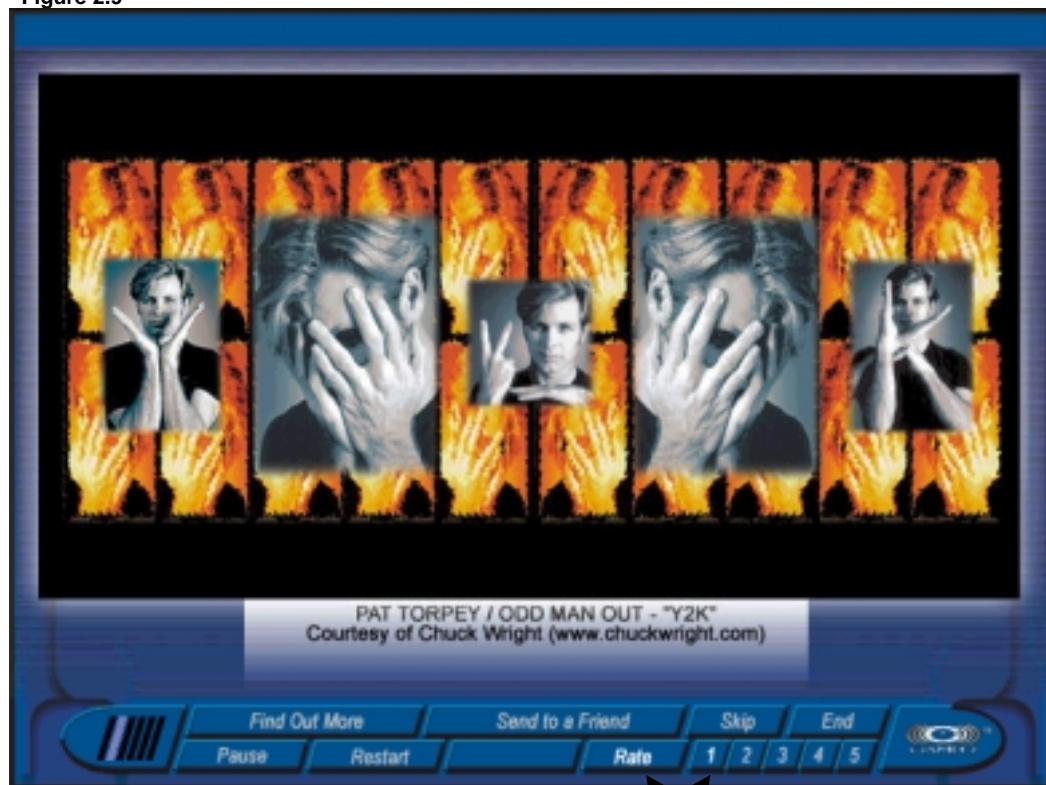 Figure 2.9
PAT TORPEY / ODD MAN OUT - "Y2K"
Courtesy of Chuck Wright (www.chuckwright.com)
Find Out More Send to a Friend Skip End
Pause Restart Rate 1 2 3 4 5